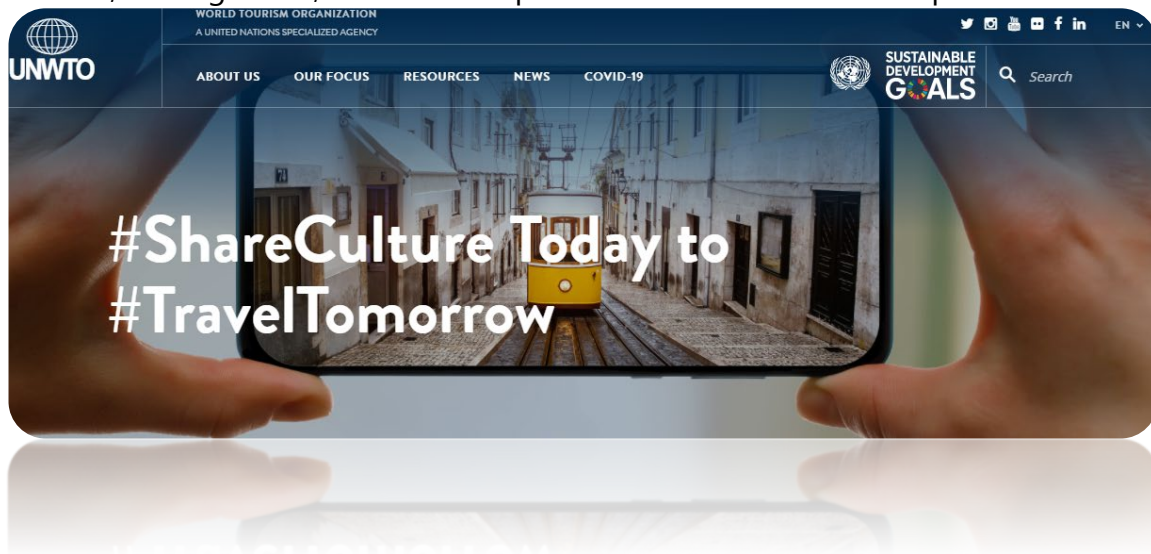 WORLD TOURISM ORGANIZATION
A UNITED NATIONS SPECIALIZED AGENCY
EN
UNWTO
ABOUT US OUR FOCUS RESOURCES NEWS COVID-19
SUSTAINABLE
DEVELOPMENT
GOALS
Search
74
#ShareCulture Today to
#TravelTomorrow